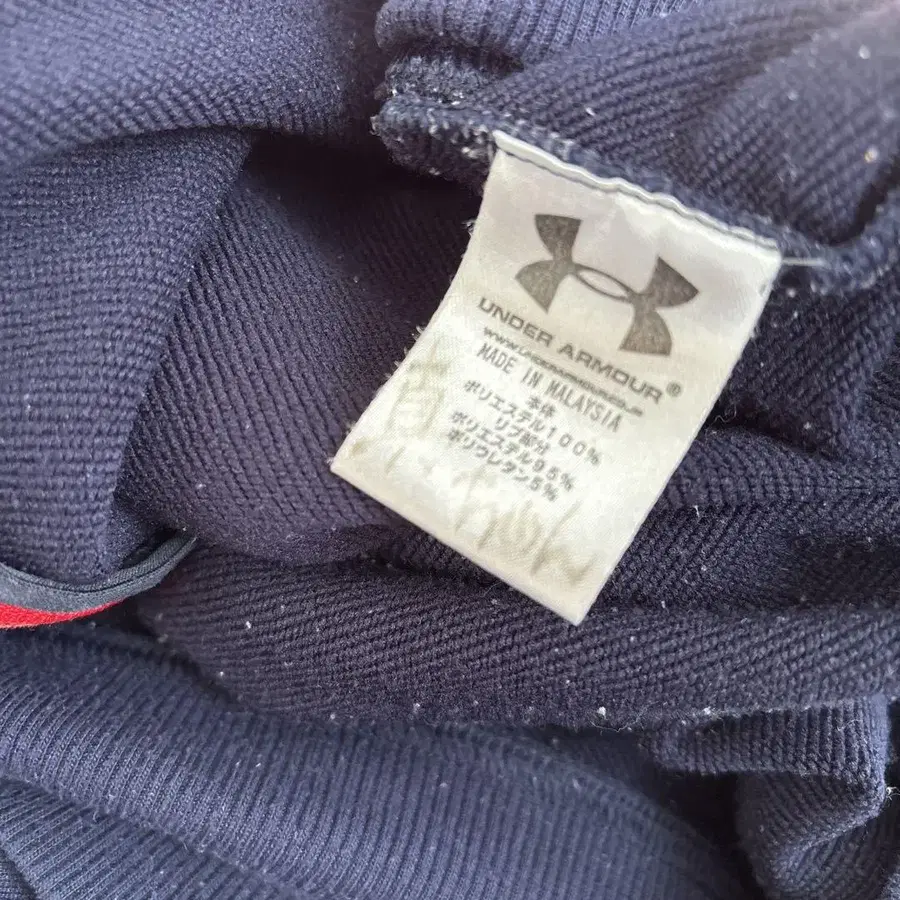 UNDER ARMOUR®
MADE IN MALAYSIA
本体
ポリエステル100%
リブ部分
ポリエステル95%
ポリウレタン5%